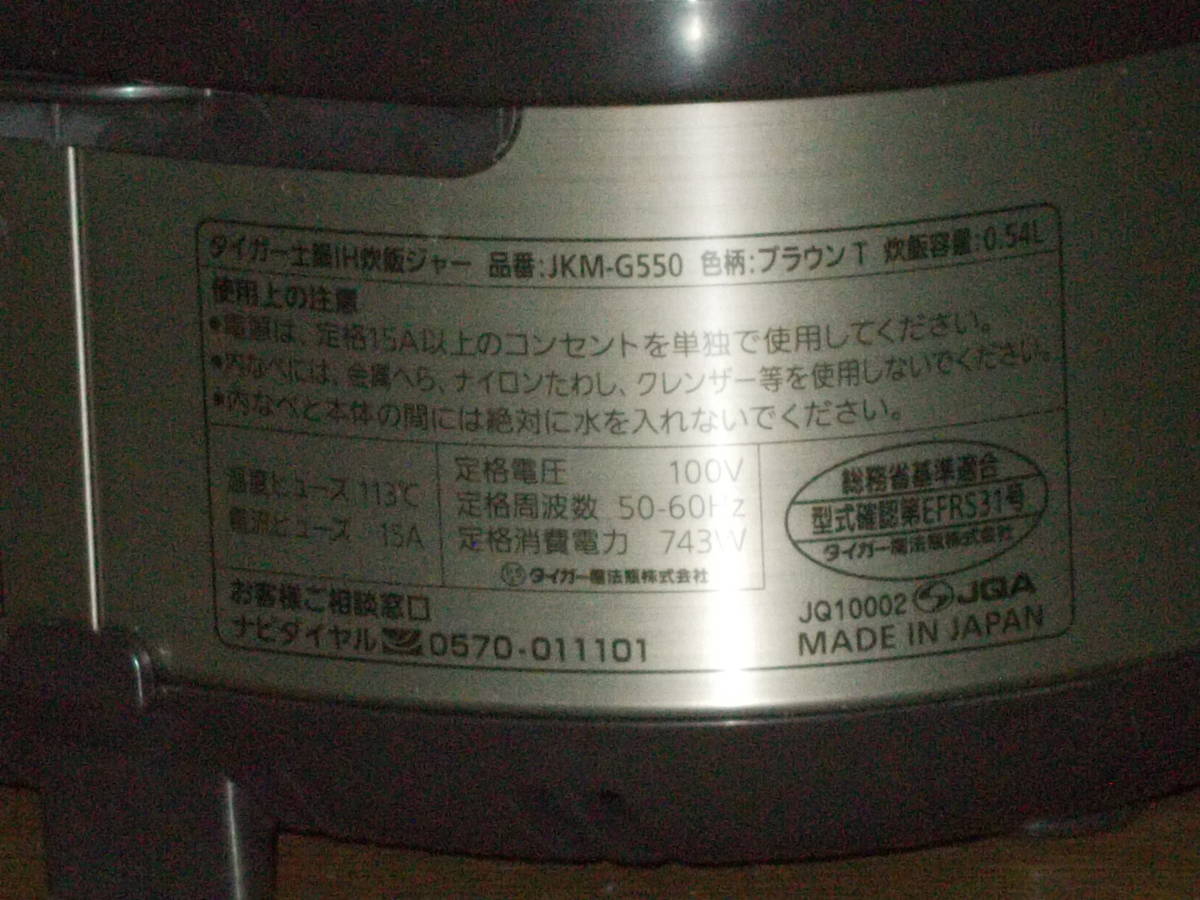 タイガー土鍋IH炊飯ジャー 品番:JKM-G550 色柄:ブラウンT 炊飯容量:0.54L
使用上の注意
•電源は、定格15A以上のコンセントを単独で使用してください。
•内なべには、金属へら、ナイロンたわし、クレンザー等を使用しないでください。
•内なべと本体の間には絶対に水を入れないでください。
温度ヒューズ 113℃
電流ヒューズ 15A
定格電圧 100V
定格周波数 50-60Hz
定格消費電力 743W
タイガー魔法瓶株式会社
総務省基準適合
型式確認第EFRS31号
タイガー魔法瓶株式会社
お客様ご相談窓口
ナビダイヤル 0570-011101
JQ10002 JQA
MADE IN JAPAN